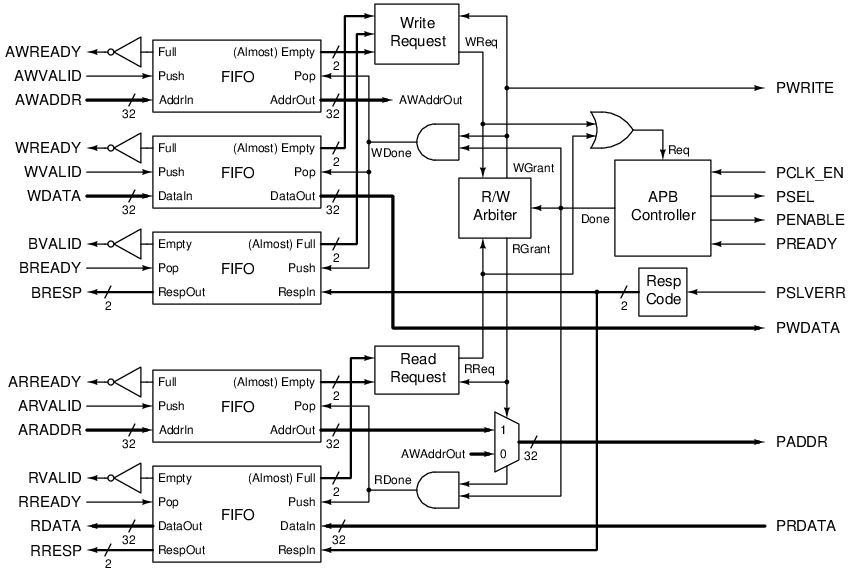 Write
Request
WReq
AWREADY
Full
(Almost) Empty
2
AWVALID
Push
FIFO
Pop
AWADDR
32
AddrIn
AddrOut
32
AWAddrOut
PWRITE
WREADY
Full
(Almost) Empty
2
WDone
WVALID
Push
FIFO
Pop
WDATA
32
DataIn
DataOut
32
WGrant
R/W
Arbiter
RGrant
Req
APB
Controller
Done
PCLK_EN
PSEL
PENABLE
PREADY
BVALID
Empty
(Almost) Full
2
BREADY
Pop
FIFO
Push
BRESP
2
RespOut
RespIn
2
Resp
Code
PSLVERR
PWDATA
Read
Request
RReq
ARREADY
Full
(Almost) Empty
2
ARVALID
Push
FIFO
Pop
ARADDR
32
AddrIn
AddrOut
32
1
AWAddrOut
0
32
PADDR
RVALID
Empty
(Almost) Full
2
RDone
RREADY
Pop
FIFO
Push
RDATA
32
DataOut
DataIn
32
PRDATA
RRESP
2
RespOut
RespIn